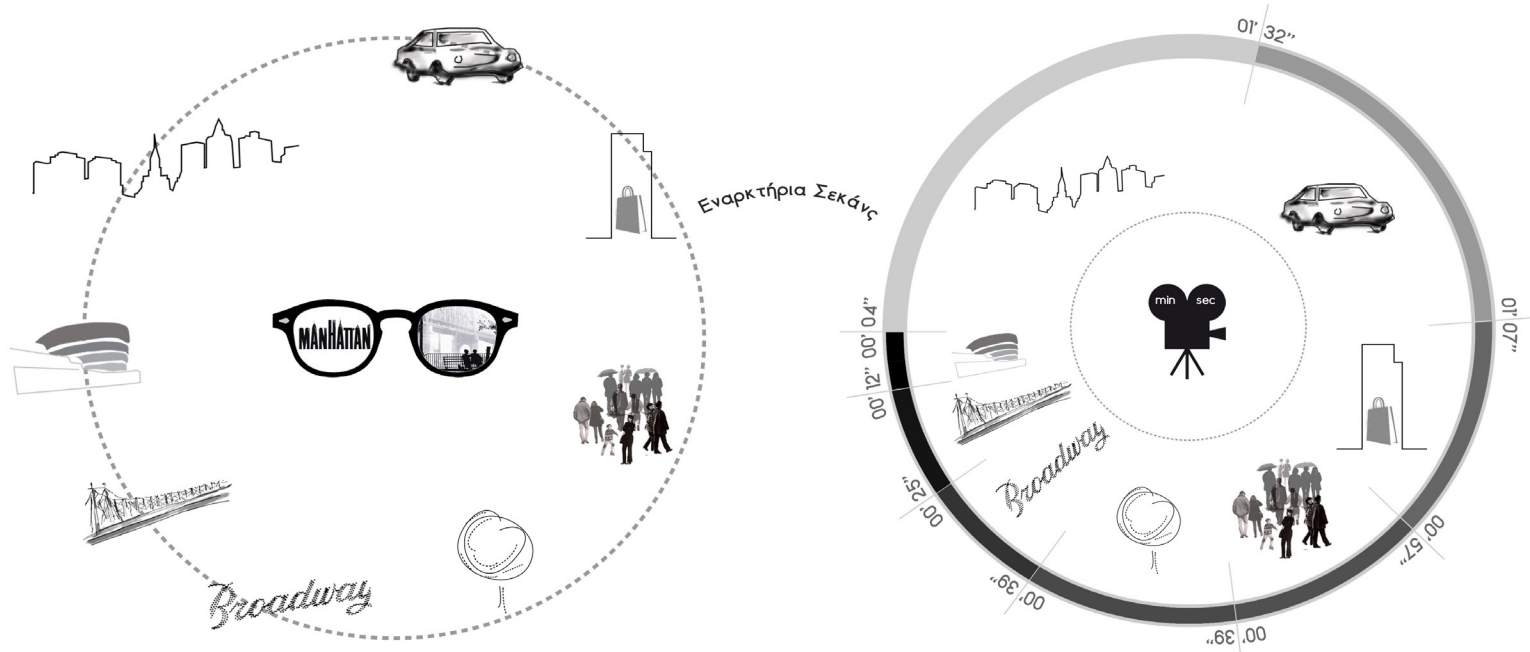 MANHATTAN
Broadway
Εναρκτήρια Σεκάνς
01' 32”
min sec
01' 07”
00' 04”
00' 12”
00' 25”
00' 39”
00' 39”
00' 57”
Broadway